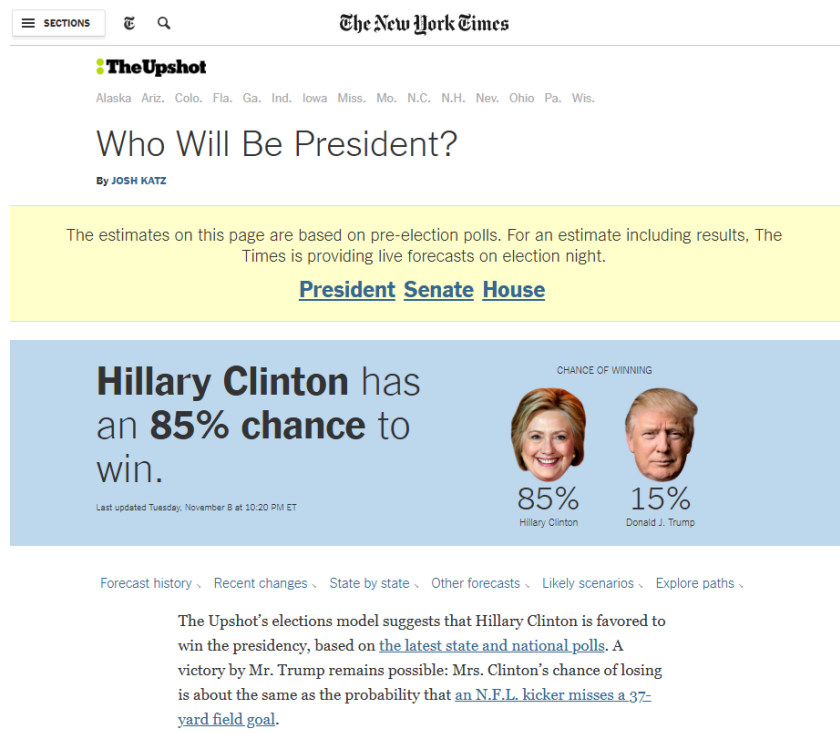 SECTIONS
The New York Times
TheUpshot
Alaska Ariz. Colo. Fla. Ga. Ind. Iowa Miss. Mo. N.C. N.H. Nev. Ohio Pa. Wis.
Who Will Be President?
By JOSH KATZ
The estimates on this page are based on pre-election polls. For an estimate including results, The
Times is providing live forecasts on election night.
President Senate House
Hillary Clinton has
an 85% chance to
win.
Last updated Tuesday, November 8 at 10:20 PM ET
CHANCE OF WINNING
85% 15%
Hillary Clinton Donald J. Trump
Forecast history Recent changes State by state Other forecasts Likely scenarios Explore paths
The Upshot’s elections model suggests that Hillary Clinton is favored to
win the presidency, based on the latest state and national polls. A
victory by Mr. Trump remains possible: Mrs. Clinton’s chance of losing
is about the same as the probability that an N.F.L. kicker misses a 37-
yard field goal.